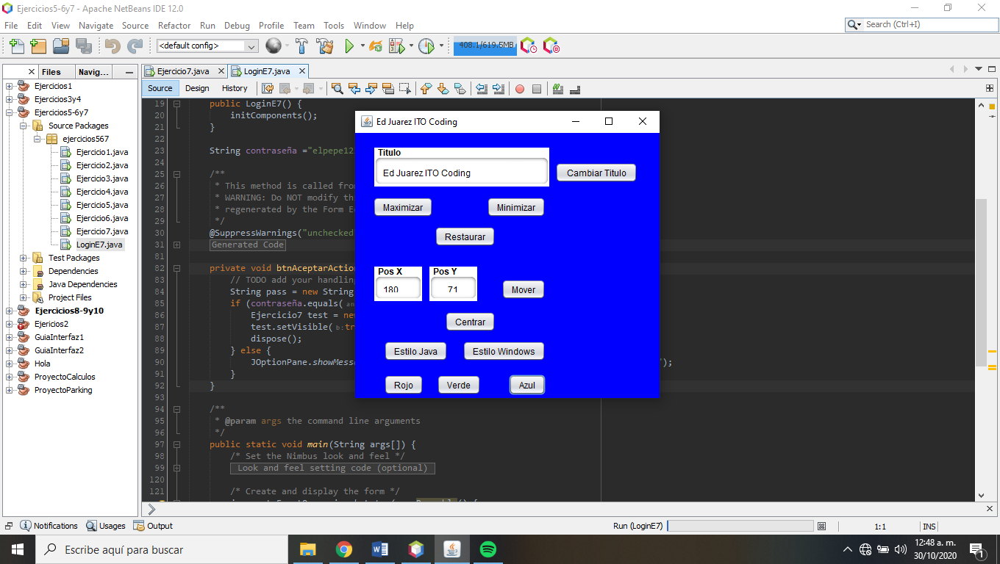 Ejercicios5-6y7 - Apache NetBeans IDE 12.0
File Edit View Navigate Source Refactor Run Debug Profile Team Tools Window Help
Search (Ctrl+I)
<default config>
408.1/619.5MB
Files Navig...
Ejercicios1
Ejercicios3y4
Ejercicios5-6y7
Source Packages
ejercicios567
Ejercicio1.java
Ejercicio2.java
Ejercicio3.java
Ejercicio4.java
Ejercicio5.java
Ejercicio6.java
Ejercicio7.java
LoginE7.java
Test Packages
Dependencies
Java Dependencies
Project Files
Ejercicios8-9y10
Ejericios2
GuiaInterfaz1
GuiaInterfaz2
Hola
ProyectoCalculos
ProyectoParking
Ejercicio7.java LoginE7.java
Source Design History
19 public LoginE7() {
20 initComponents();
21 }
22
23 String contraseña ="elpepe12
24
25 /**
26 * This method is called from
27 * WARNING: Do NOT modify thi
28 * regenerated by the Form Ed
29 */
30 @SuppressWarnings("unchecked
31 Generated Code
81
82 private void btnAceptarAction
83 // TODO add your handling
84 String pass = new String
85 if (contraseña.equals( an
86 Ejercicio7 test = new
87 test.setVisible( b:tr
88 dispose();
89 } else {
90 JOptionPane.showMessa ");
91 }
92 }
93
94 /**
95 * @param args the command line arguments
96 */
97 public static void main(String args[]) {
98 /* Set the Nimbus look and feel */
99 Look and feel setting code (optional)
120
121 /* Create and display the form */
Ed Juarez ITO Coding
Titulo
Ed Juarez ITO Coding
Cambiar Titulo
Maximizar Minimizar
Restaurar
Pos X Pos Y
180 71 Mover
Centrar
Estilo Java Estilo Windows
Rojo Verde Azul
Notifications Usages Output
Run (LoginE7)
1:1 INS
Escribe aquí para buscar
12:48 a. m.
30/10/2020
1